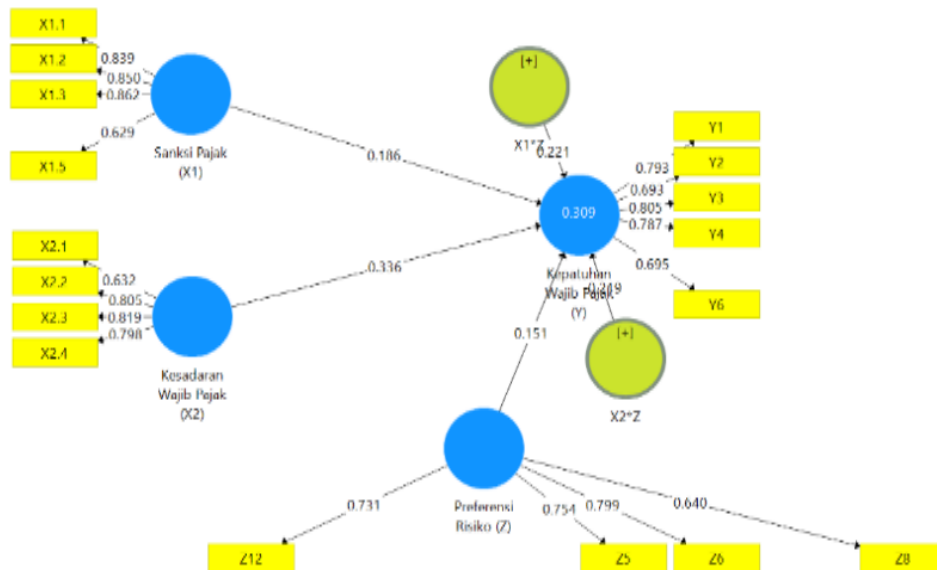 X1.1
X1.2
X1.3
X1.5
0.839
0.850
0.862
0.629
Sanksi Pajak
(X1)
0.186
[+]
X1*Z
0.221
0.309
Kepatuhan
Wajib Pajak
(Y)
0.793
0.693
0.805
0.787
0.695
Y1
Y2
Y3
Y4
Y6
X2.1
X2.2
X2.3
X2.4
0.632
0.805
0.819
0.798
Kesadaran
Wajib Pajak
(X2)
0.336
0.151
[+]
X2*Z
Preferensi
Risiko (Z)
0.731
0.754
0.799
0.640
Z12
Z5
Z6
Z8